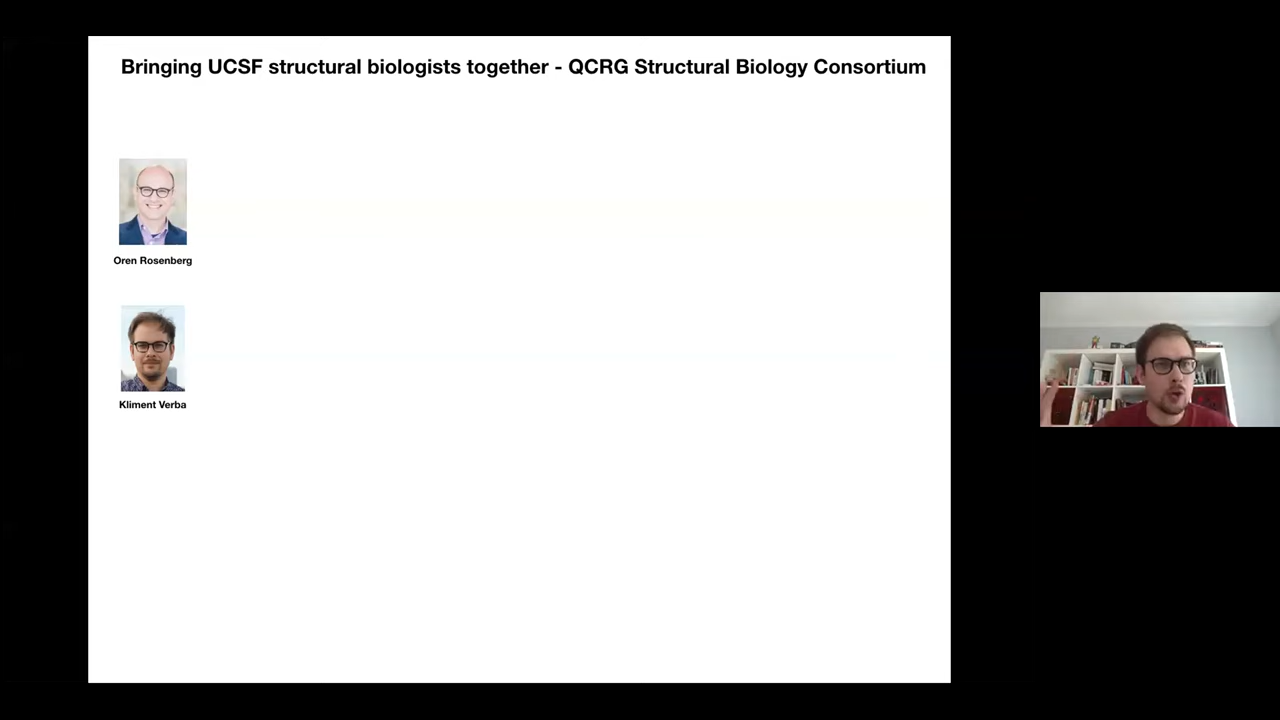 Bringing UCSF structural biologists together - QCRG Structural Biology Consortium
Oren Rosenberg
Kliment Verba